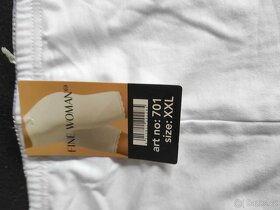 FINE WOMAN®
art no: 701
size: XXL